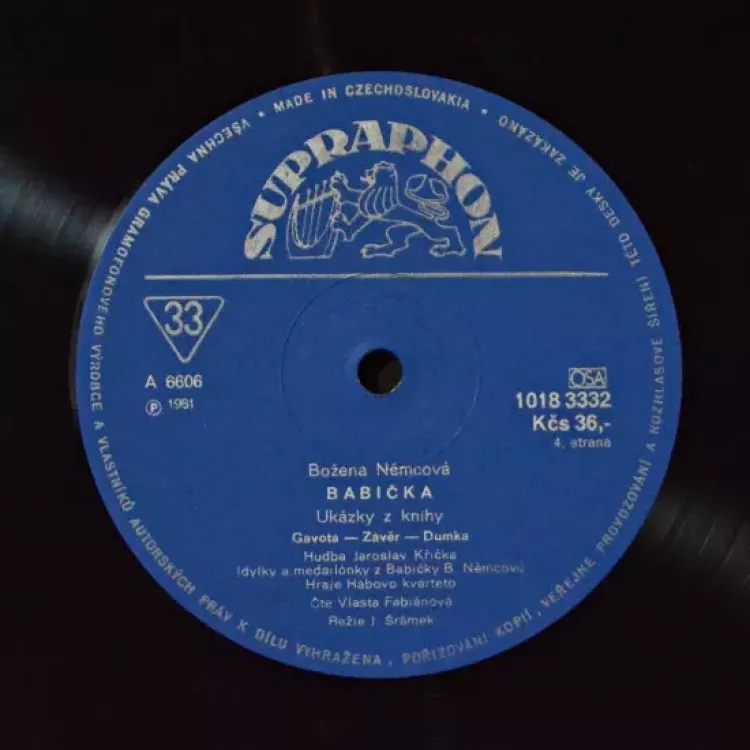 VŠECHNA PRÁVA GRAMOFONOVÉHO VÝROBCE A VLASTNÍKŮ AUTORSKÝCH PRÁV K DÍLU VYHRAŽENA. POŘIZOVÁNÍ KOPIÍ, VEŘEJNÉ PROVOZOVÁNÍ A ROZHLASOVÉ ŠÍŘENÍ TÉTO DESKY JE ZAKÁZÁNO
• MADE IN CZECHOSLOVAKIA •
SUPRAPHON
33
A 6606
Ⓟ 1981
OSA
1018 3332
Kčs 36,-
4. strana
Božena Němcová
BABIČKA
Ukázky z knihy
Gavota — Závěr — Dumka
Hudba Jaroslav Křička
Idylky a medailónky z Babičky B. Němcové
Hraje Hábovo kvarteto
Čte Vlasta Fabiánová
Režie J. Šrámek